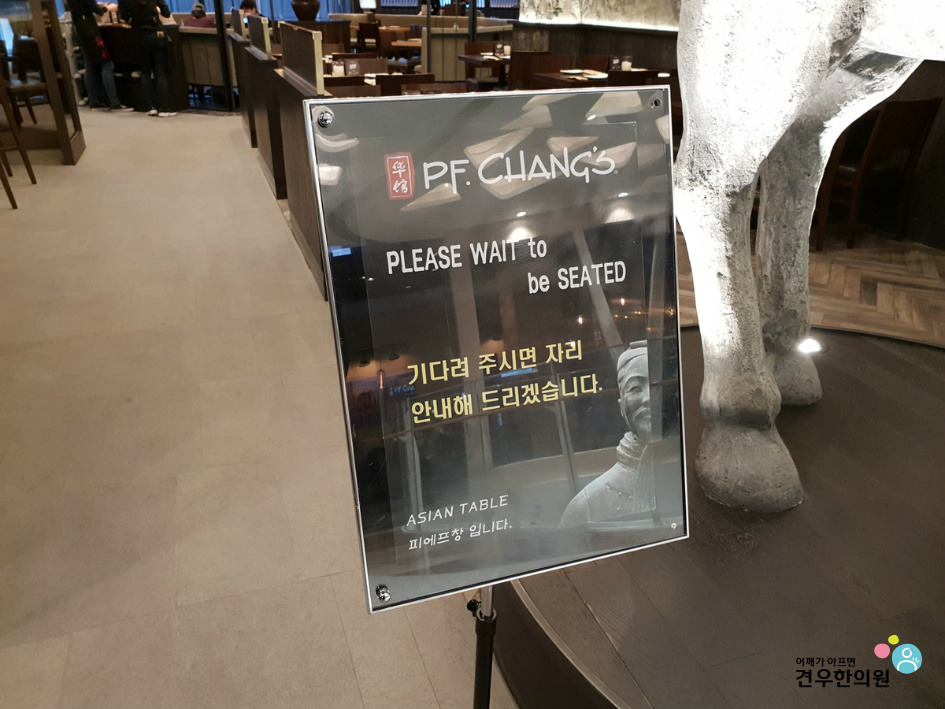 华馆
P.F. CHANG'S
PLEASE WAIT to
be SEATED
기다려 주시면 자리
안내해 드리겠습니다.
ASIAN TABLE
피에프창 입니다.
어깨가 아프면
견우한의원